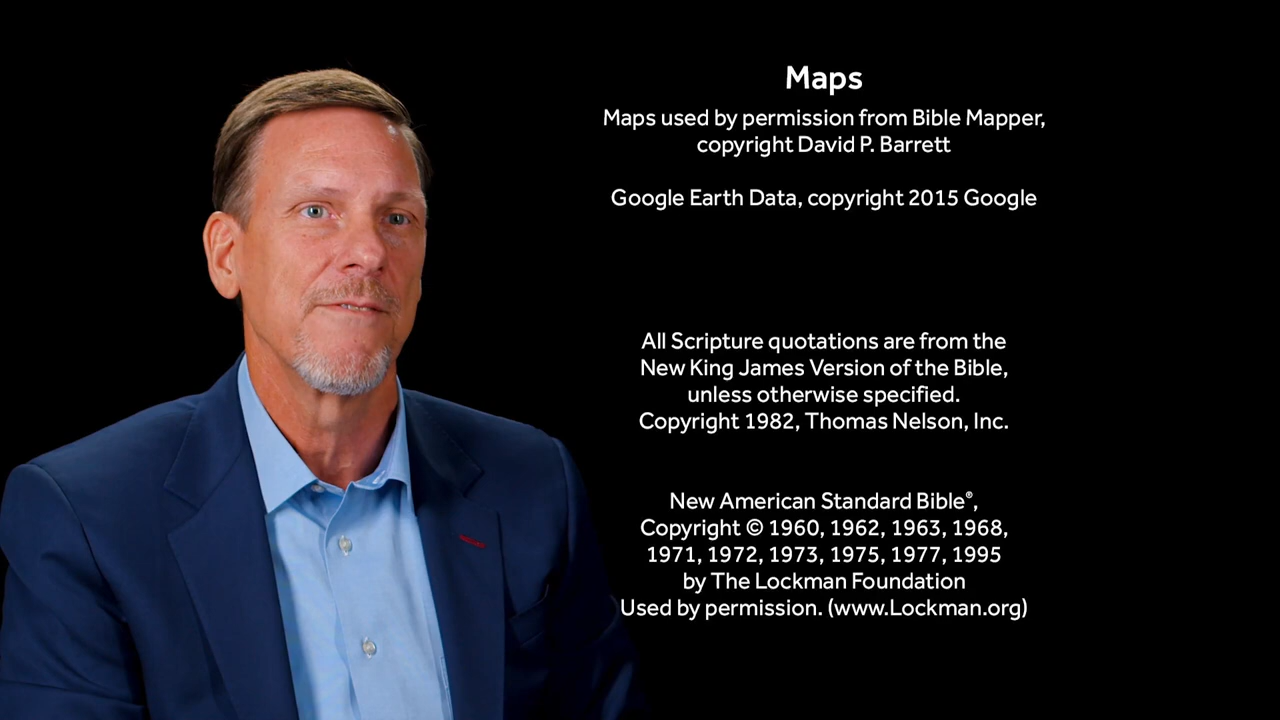 Maps
Maps used by permission from Bible Mapper,
copyright David P. Barrett
Google Earth Data, copyright 2015 Google
All Scripture quotations are from the
New King James Version of the Bible,
unless otherwise specified.
Copyright 1982, Thomas Nelson, Inc.
New American Standard Bible®,
Copyright © 1960, 1962, 1963, 1968,
1971, 1972, 1973, 1975, 1977, 1995
by The Lockman Foundation
Used by permission. (www.Lockman.org)